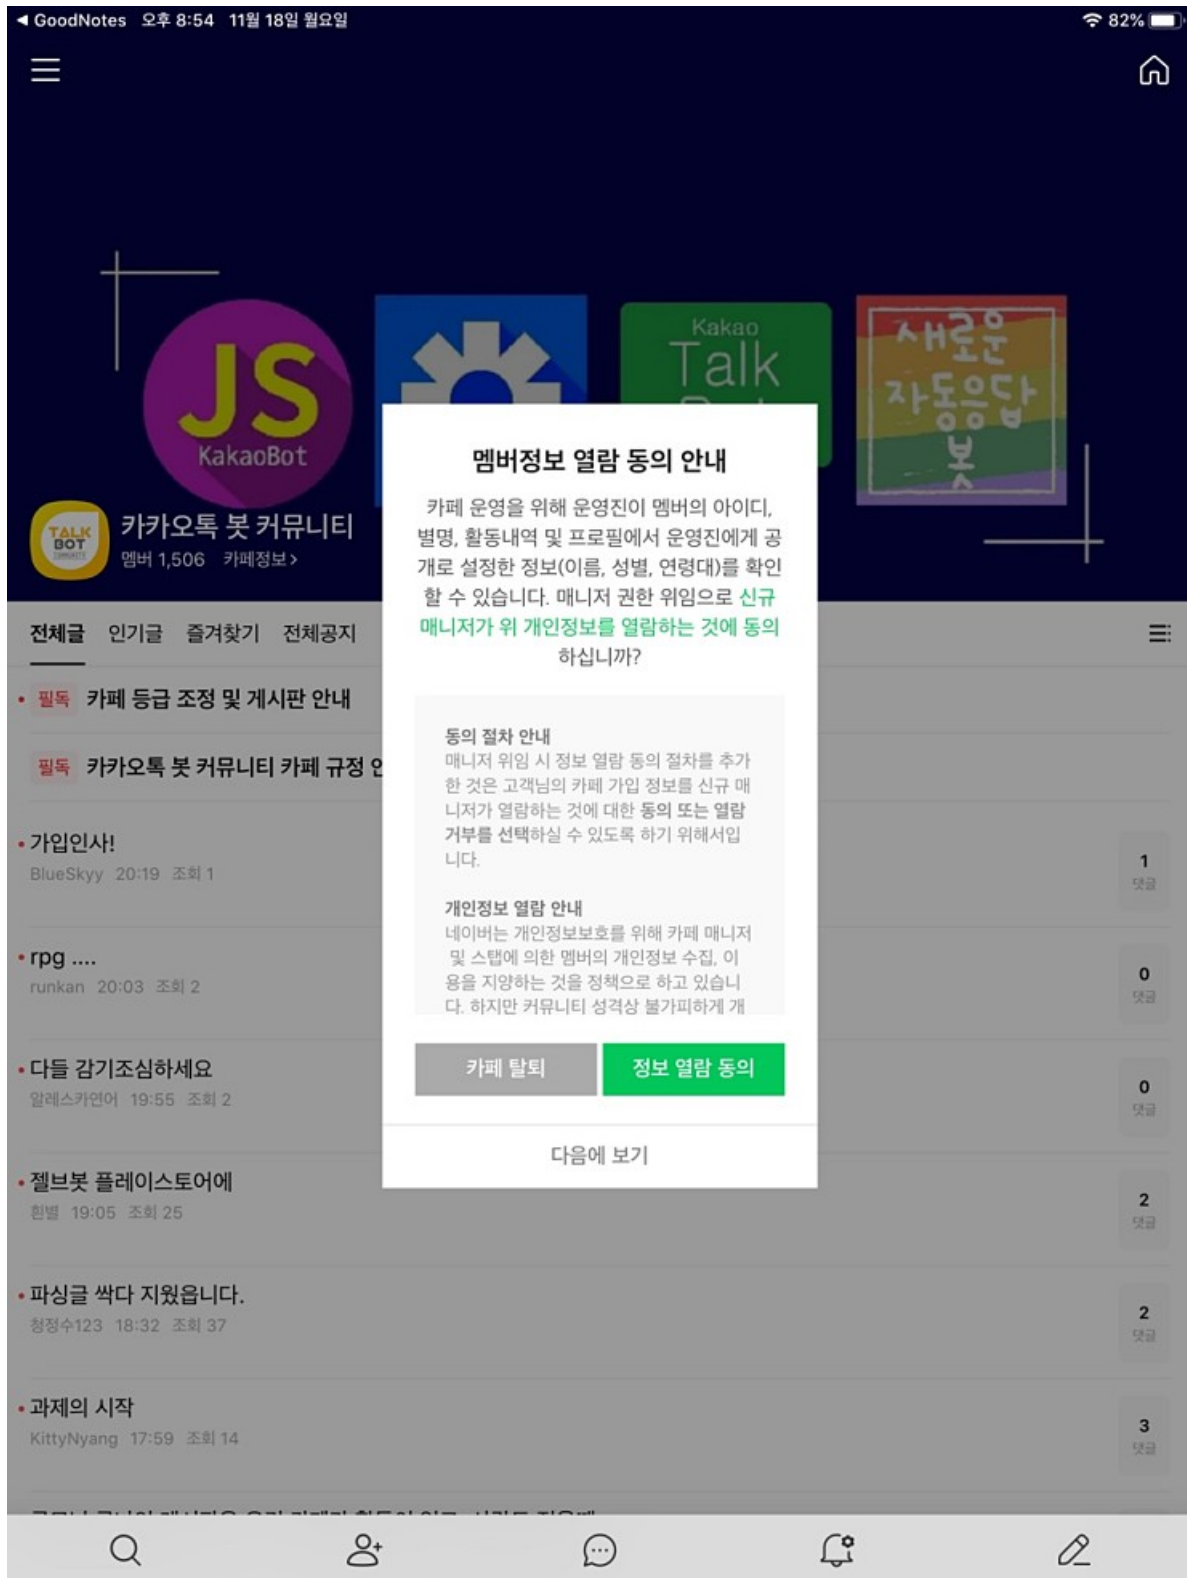 ◀ GoodNotes 오후 8:54 11월 18일 월요일 82%
JS
KakaoBot
Kakao
Talk
새로운
자동응답
봇
TALK
BOT
COMMUNITY
카카오톡 봇 커뮤니티
멤버 1,506 카페정보 >
전체글 인기글 즐겨찾기 전체공지
필독 카페 등급 조정 및 게시판 안내
필독 카카오톡 봇 커뮤니티 카페 규정
가입인사!
BlueSkyy 20:19 조회 1
1
댓글
rpg ....
runkan 20:03 조회 2
0
댓글
다들 감기조심하세요
알레스카연어 19:55 조회 2
0
댓글
젤브봇 플레이스토어에
흰별 19:05 조회 25
2
댓글
파싱글 싹다 지웠읍니다.
청정수123 18:32 조회 37
2
댓글
과제의 시작
KittyNyang 17:59 조회 14
3
댓글
멤버정보 열람 동의 안내
카페 운영을 위해 운영진이 멤버의 아이디,
별명, 활동내역 및 프로필에서 운영진에게 공
개로 설정한 정보(이름, 성별, 연령대)를 확인
할 수 있습니다. 매니저 권한 위임으로 신규
매니저가 위 개인정보를 열람하는 것에 동의
하십니까?
동의 절차 안내
매니저 위임 시 정보 열람 동의 절차를 추가
한 것은 고객님의 카페 가입 정보를 신규 매
니저가 열람하는 것에 대한 동의 또는 열람
거부를 선택하실 수 있도록 하기 위해서입
니다.
개인정보 열람 안내
네이버는 개인정보보호를 위해 카페 매니저
및 스탭에 의한 멤버의 개인정보 수집, 이
용을 지양하는 것을 정책으로 하고 있습니
다. 하지만 커뮤니티 성격상 불가피하게 개
카페 탈퇴 정보 열람 동의
다음에 보기